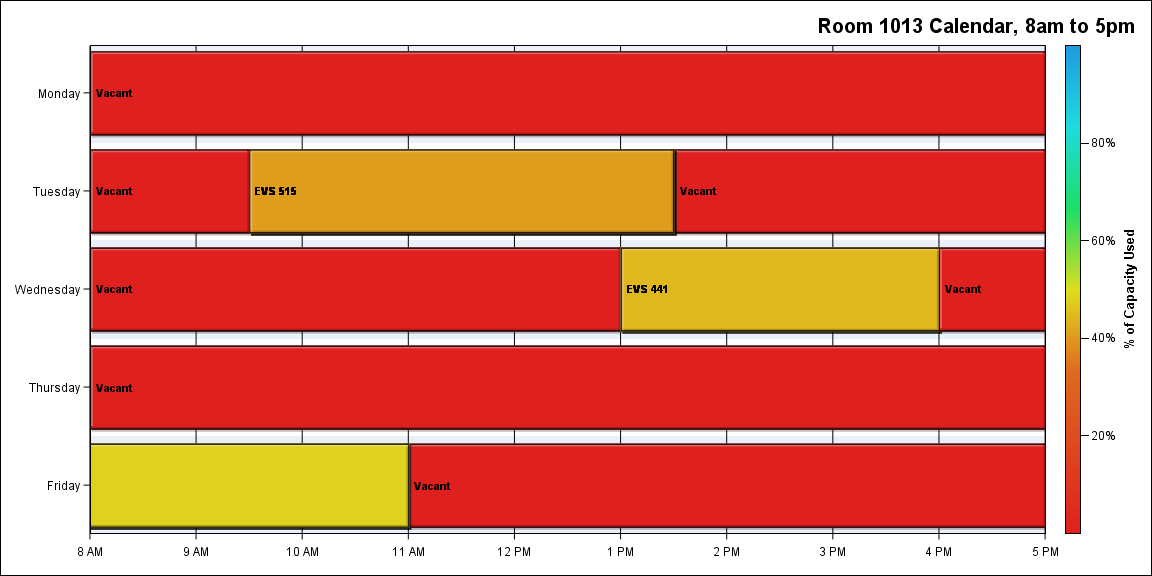 Room 1013 Calendar, 8am to 5pm
Monday
Vacant
Tuesday
Vacant
EVS 515
Vacant
Wednesday
Vacant
EVS 441
Vacant
Thursday
Vacant
Friday
Vacant
8 AM
9 AM
10 AM
11 AM
12 PM
1 PM
2 PM
3 PM
4 PM
5 PM
80%
60%
40%
20%
% of Capacity Used